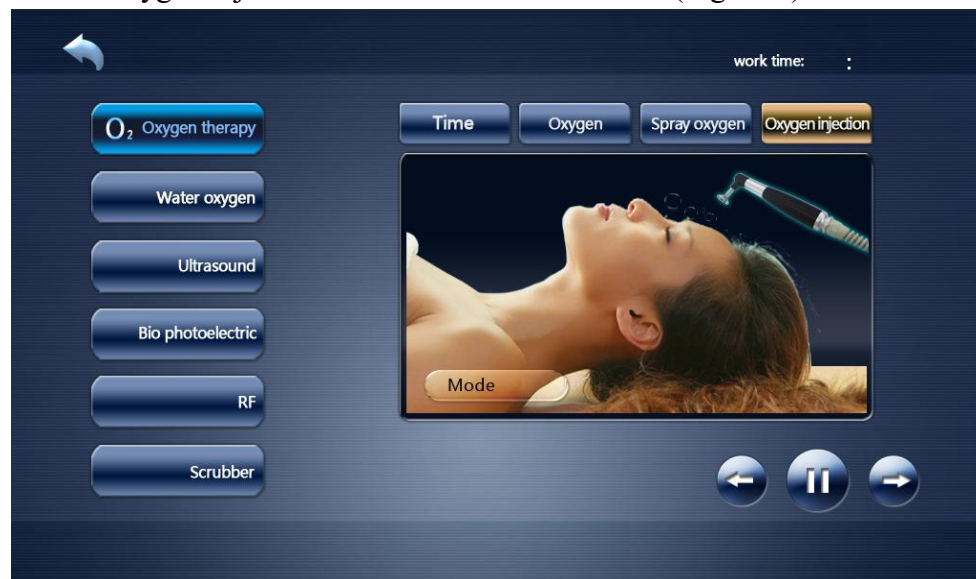 work time: :
O₂ Oxygen therapy
Time
Oxygen
Spray oxygen
Oxygen injection
Water oxygen
Ultrasound
Bio photoelectric
RF
Scrubber
Mode